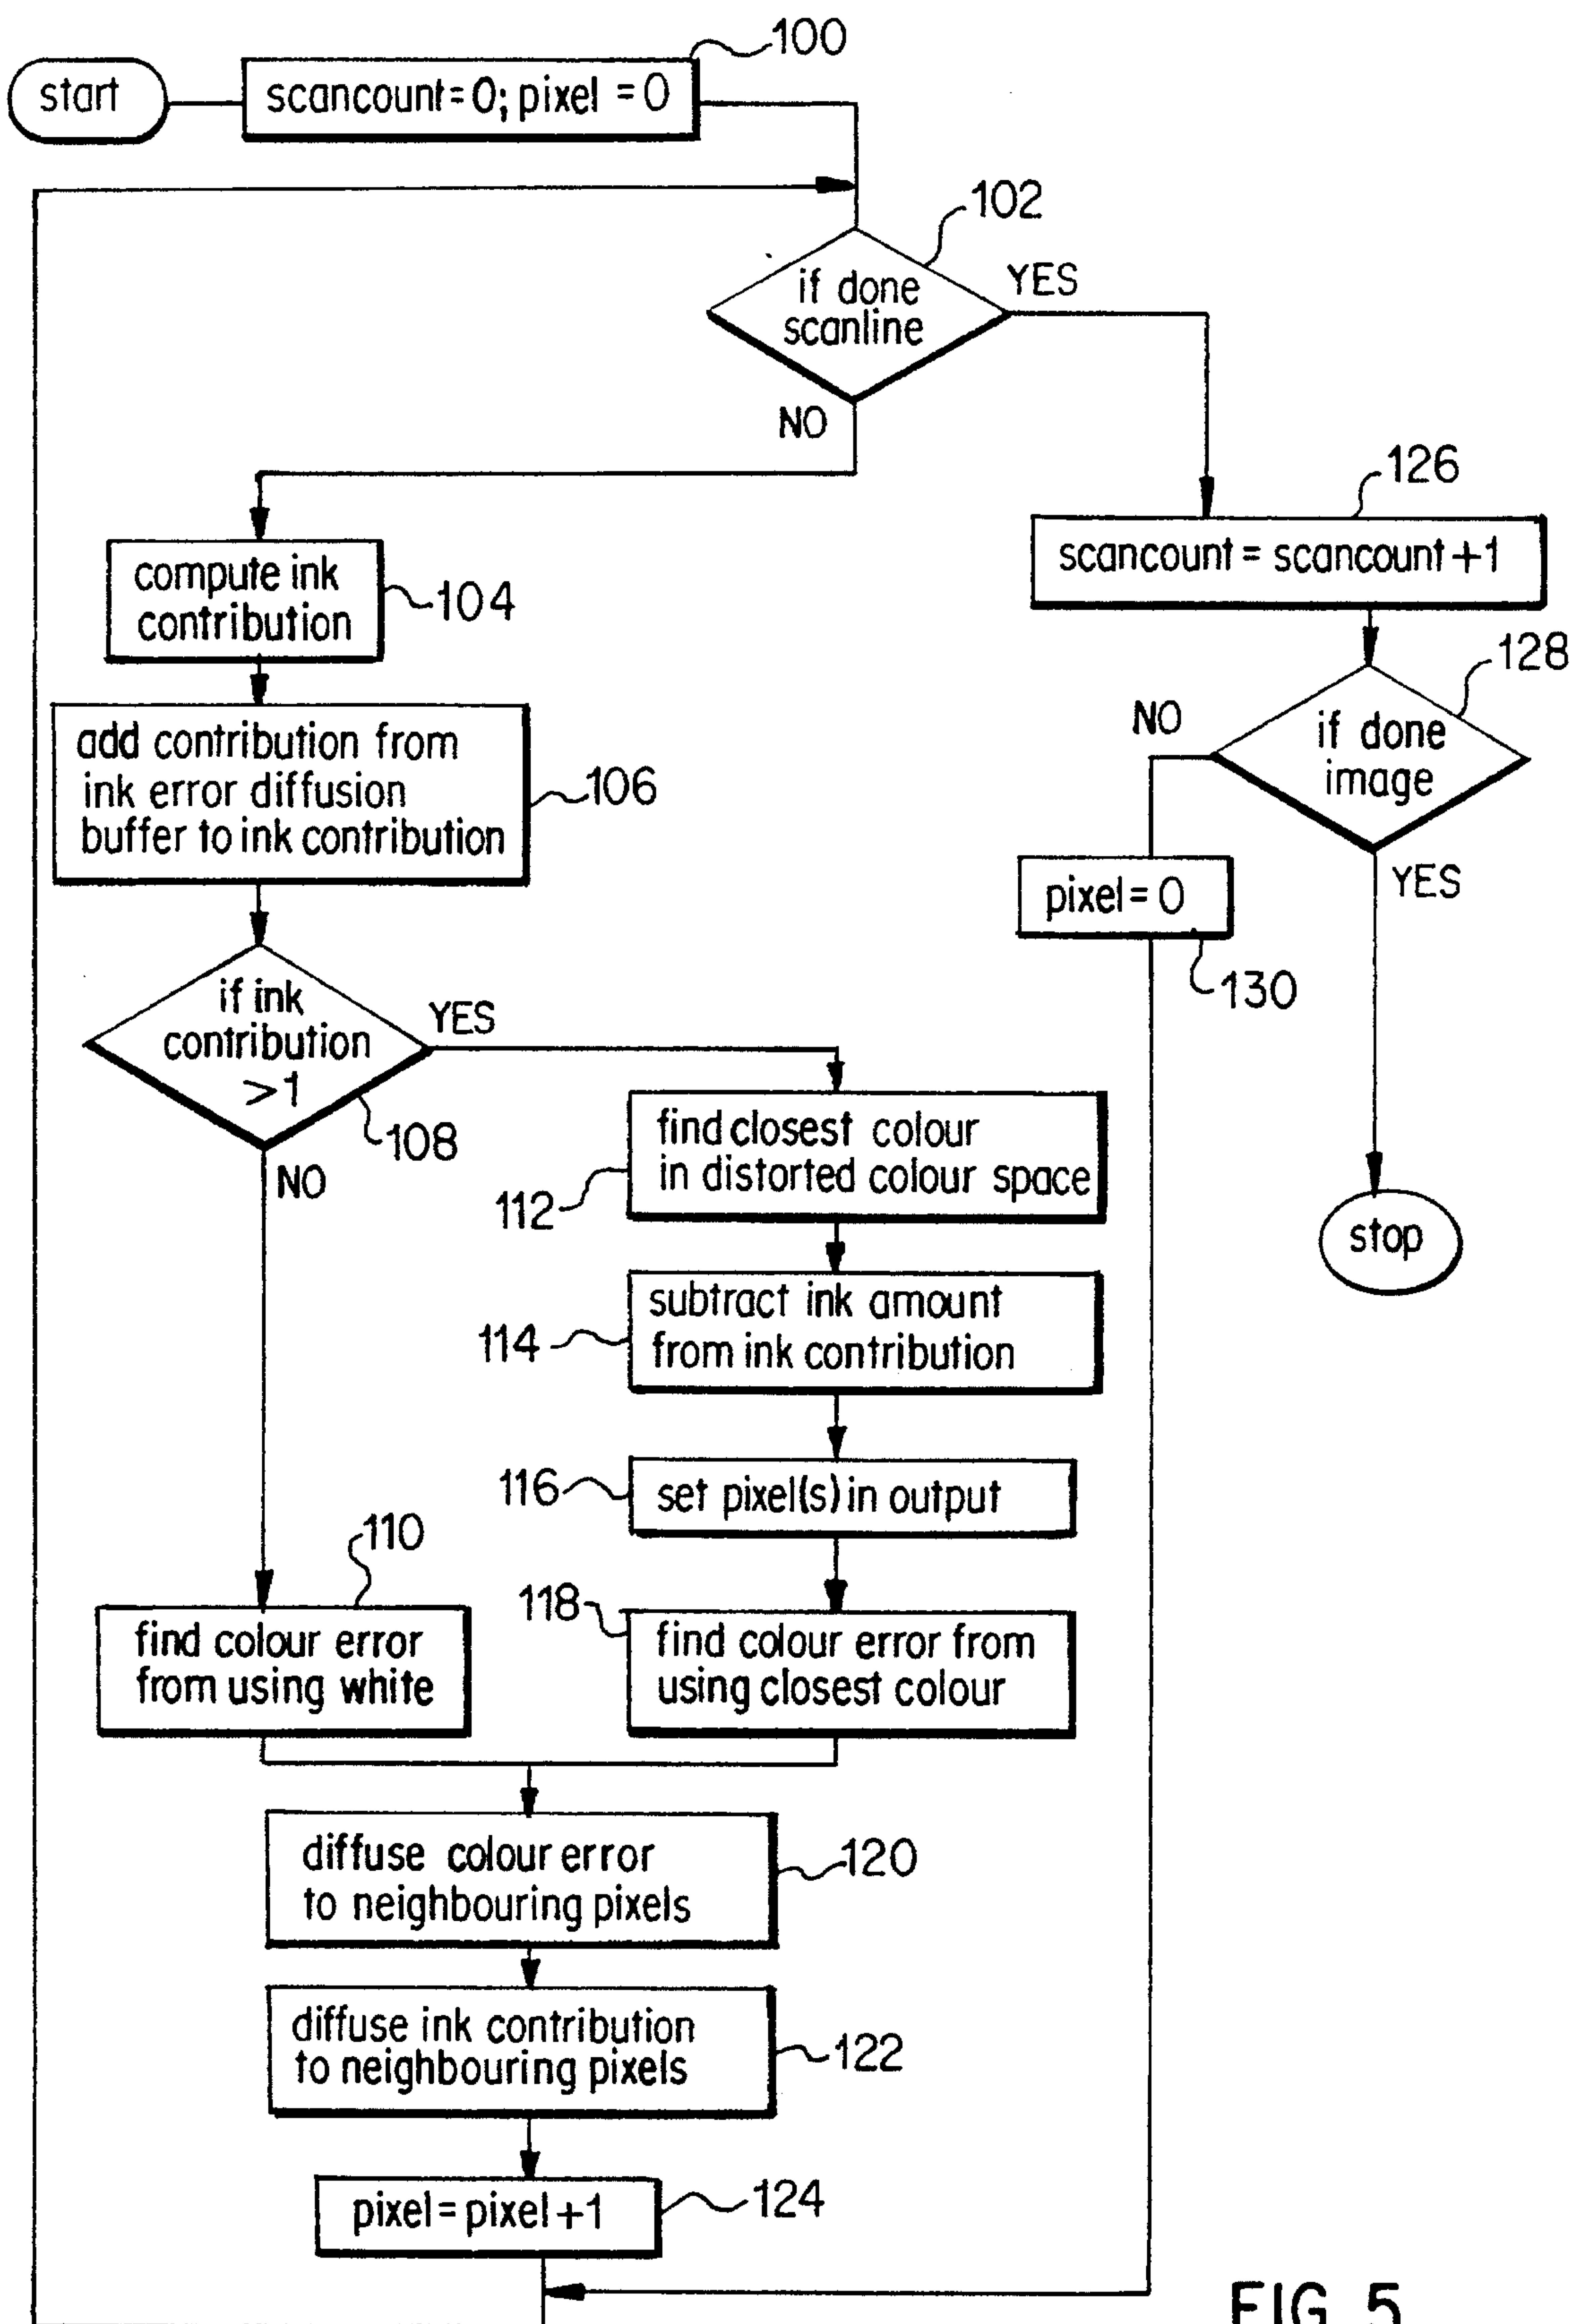 100
start
scancount=0; pixel =0
102
if done
scanline
YES
NO
126
scancount = scancount+1
compute ink
contribution
104
128
NO
if done
image
YES
add contribution from
ink error diffusion
buffer to ink contribution
106
pixel=0
130
if ink
contribution
>1
YES
108
NO
find closest colour
in distorted colour space
112
stop
subtract ink amount
from ink contribution
114
116
set pixel(s) in output
110
118
find colour error
from using white
find colour error from
using closest colour
diffuse colour error
to neighbouring pixels
120
diffuse ink contribution
to neighbouring pixels
122
pixel=pixel+1
124
FIG. 5